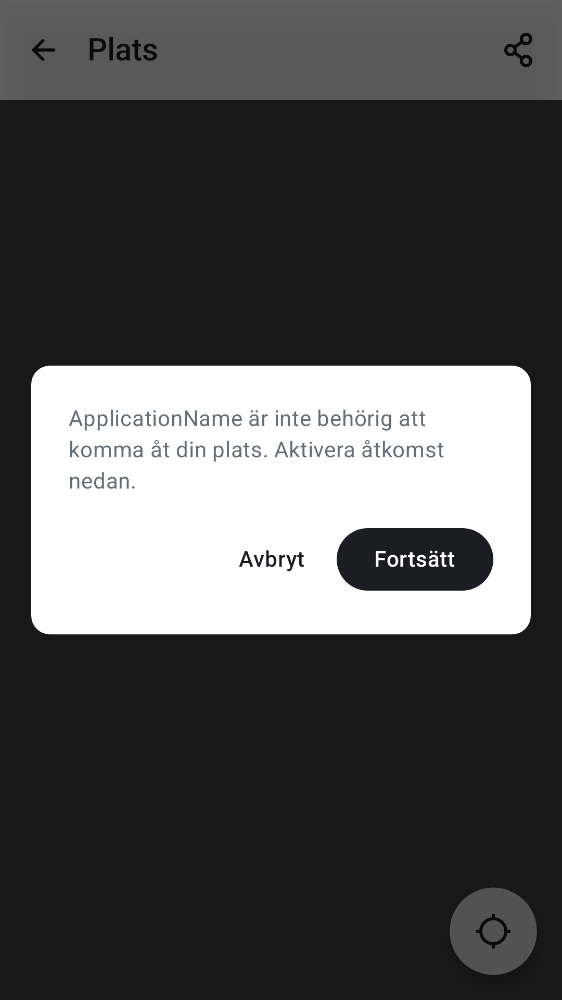 Plats
ApplicationName är inte behörig att
komma åt din plats. Aktivera åtkomst
nedan.
Avbryt
Fortsätt